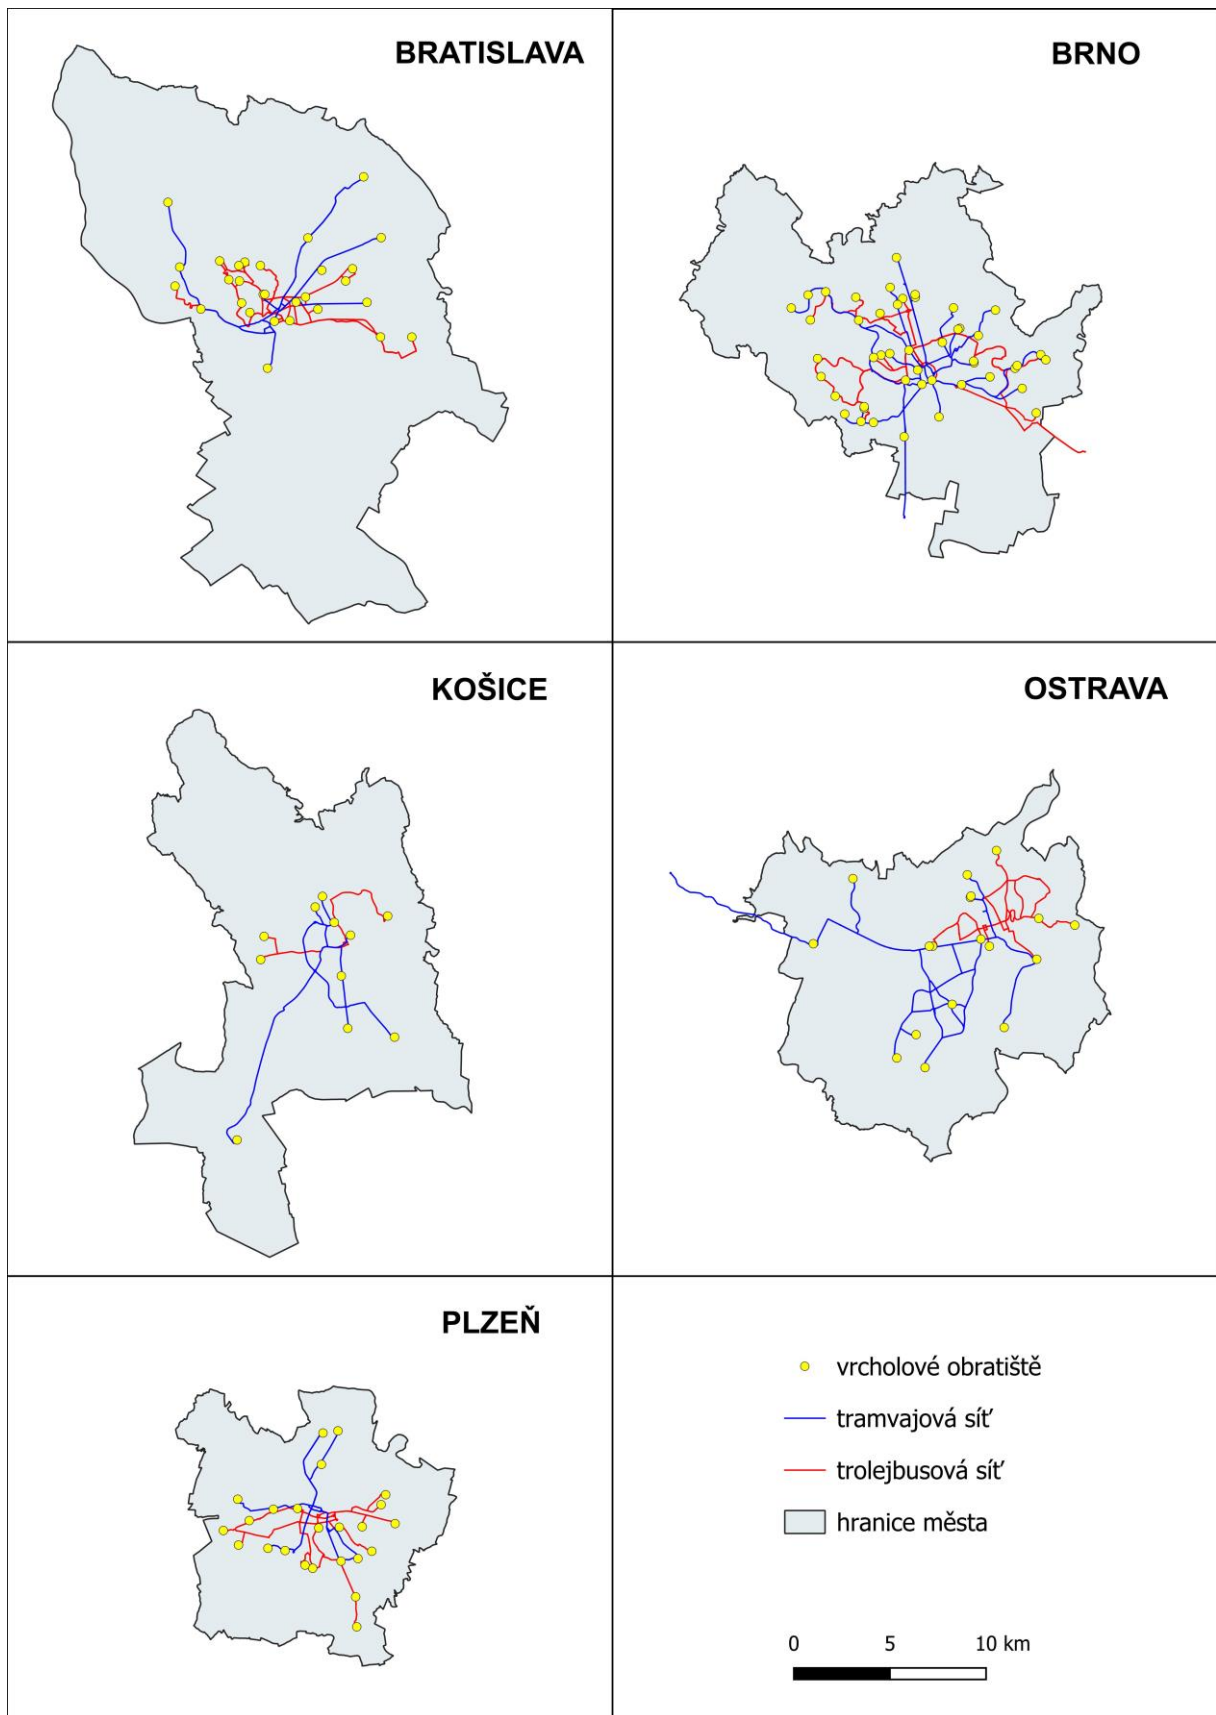 BRATISLAVA
BRNO
KOŠICE
OSTRAVA
PLZEŇ
vrcholové obratiště
tramvajová síť
trolejbusová síť
hranice města
0 5 10 km